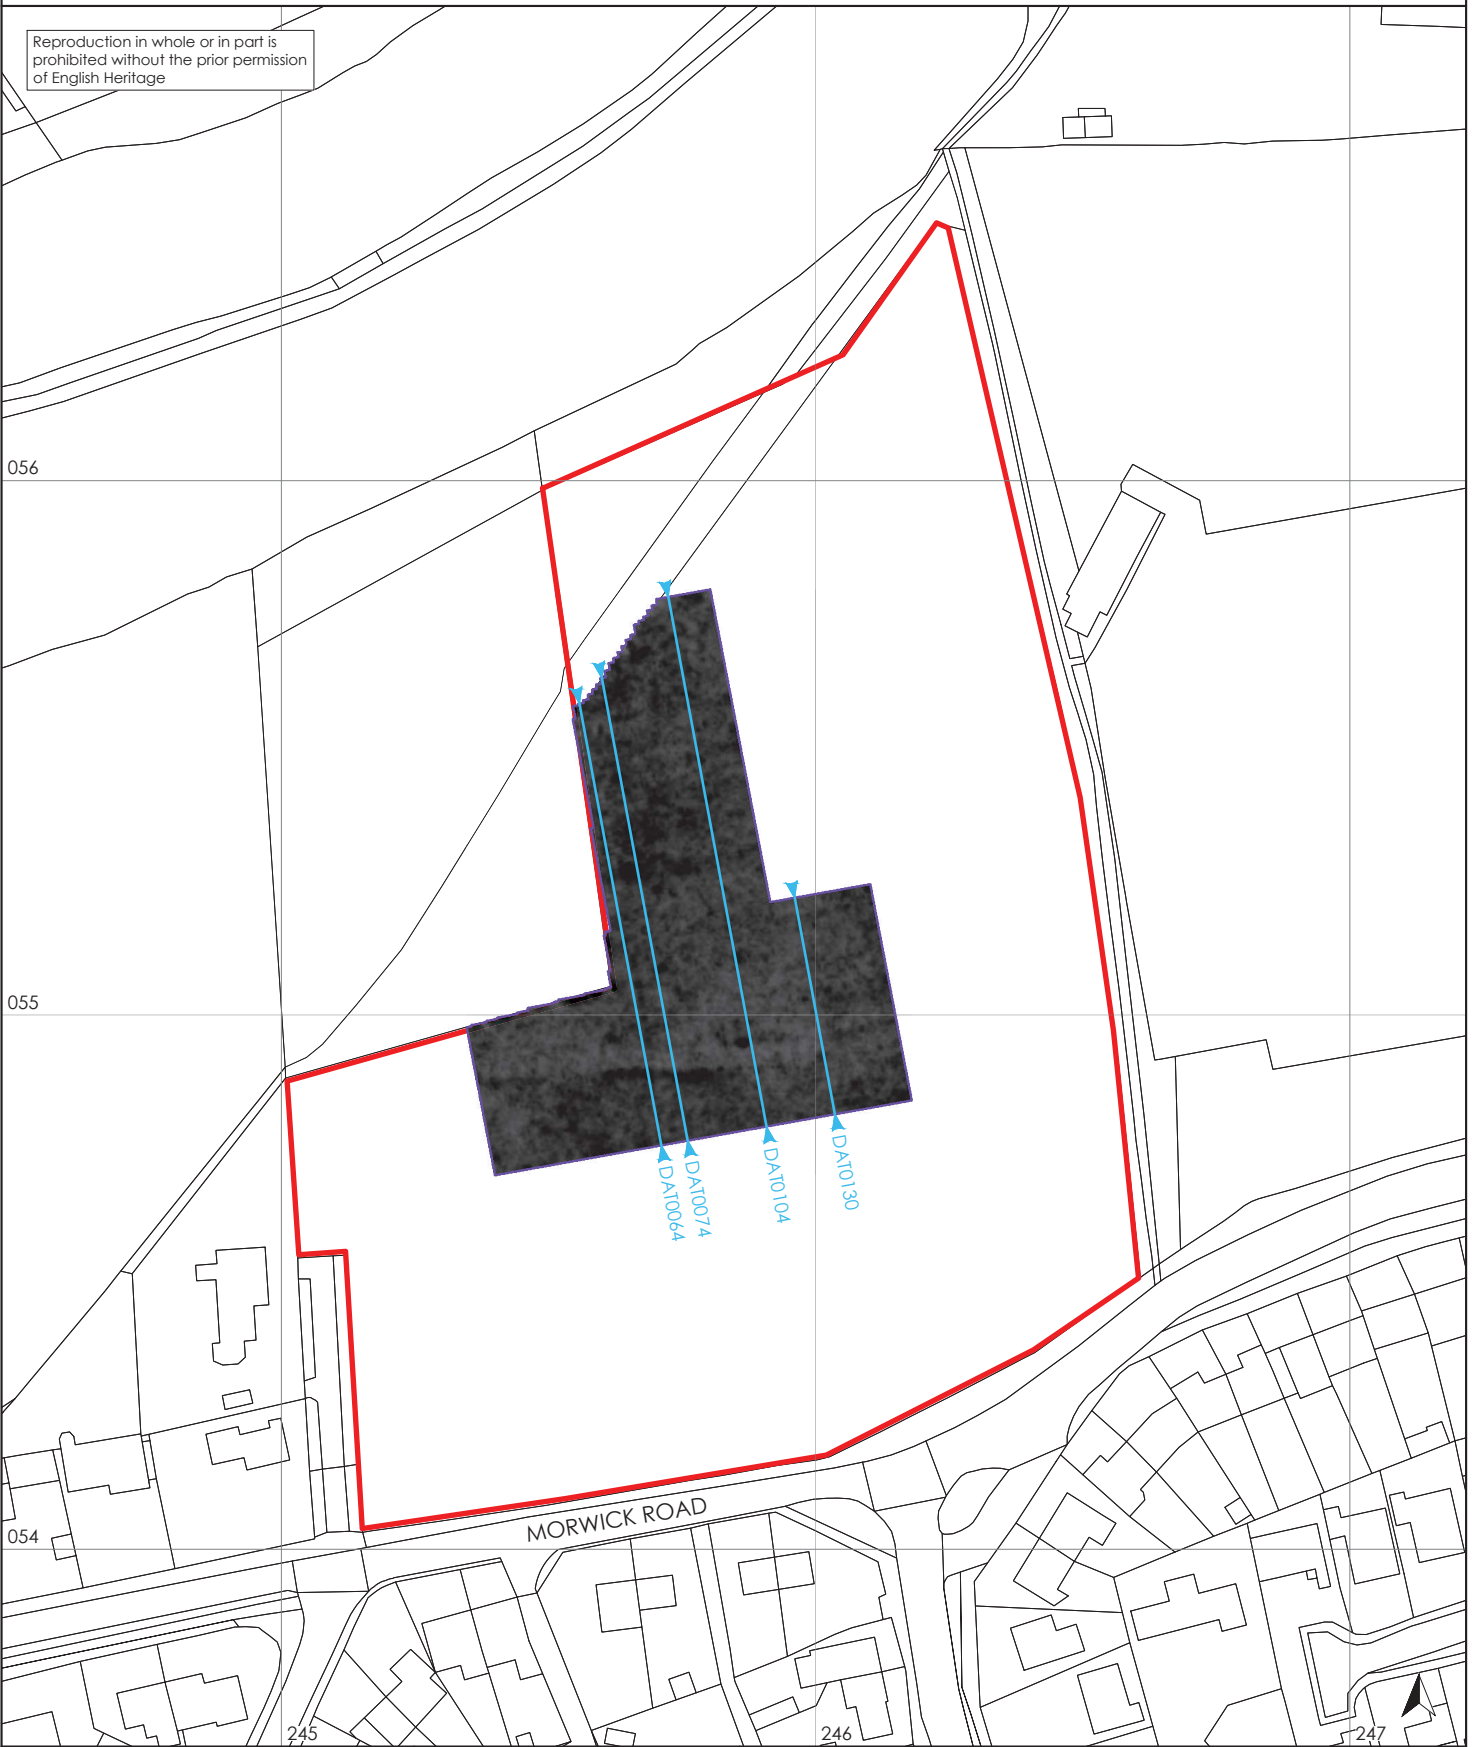 Reproduction in whole or in part is
prohibited without the prior permission
of English Heritage
056
055
DAT0064
DAT0074
DAT0104
DAT0130
MORWICK ROAD
054
245
246
247